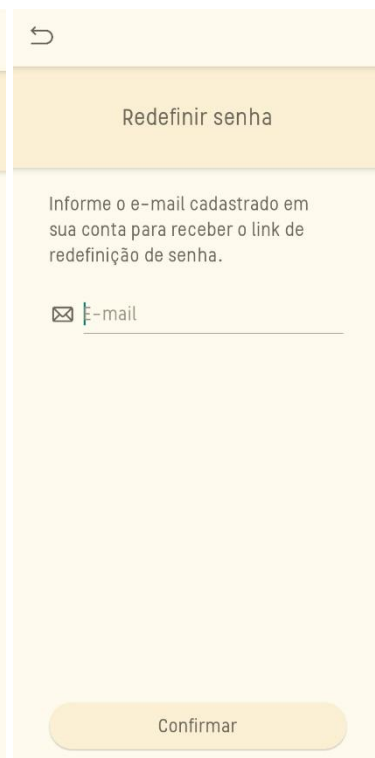 Redefinir senha
Informe o e-mail cadastrado em
sua conta para receber o link de
redefinição de senha.
E-mail
Confirmar